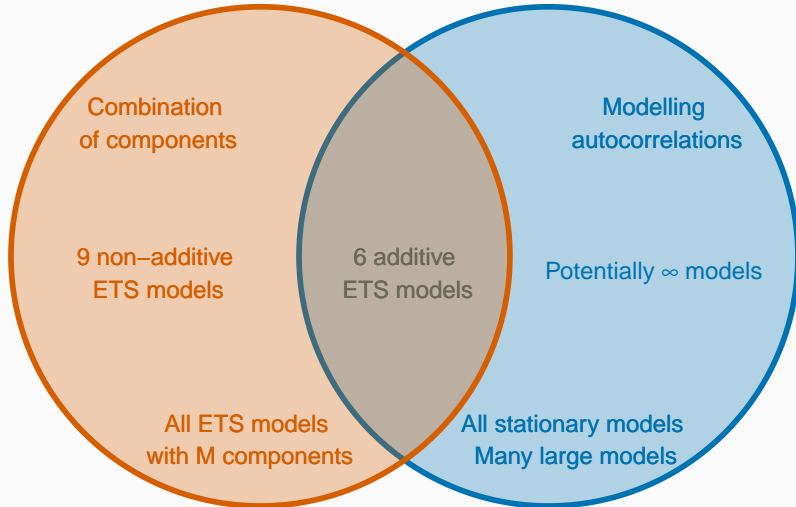 Combination
of components
Modelling
autocorrelations
9 non−additive
ETS models
6 additive
ETS models
Potentially ∞ models
All ETS models
with M components
All stationary models
Many large models